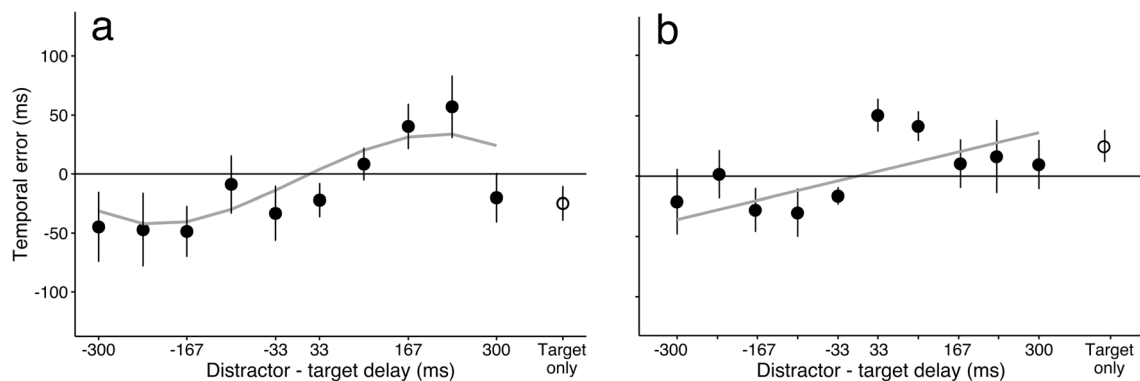 a
b
Temporal error (ms)
100
50
0
-50
-100
-300
-167
-33
33
167
300
Target
only
Distractor - target delay (ms)
-300
-167
-33
33
167
300
Target
only
Distractor - target delay (ms)